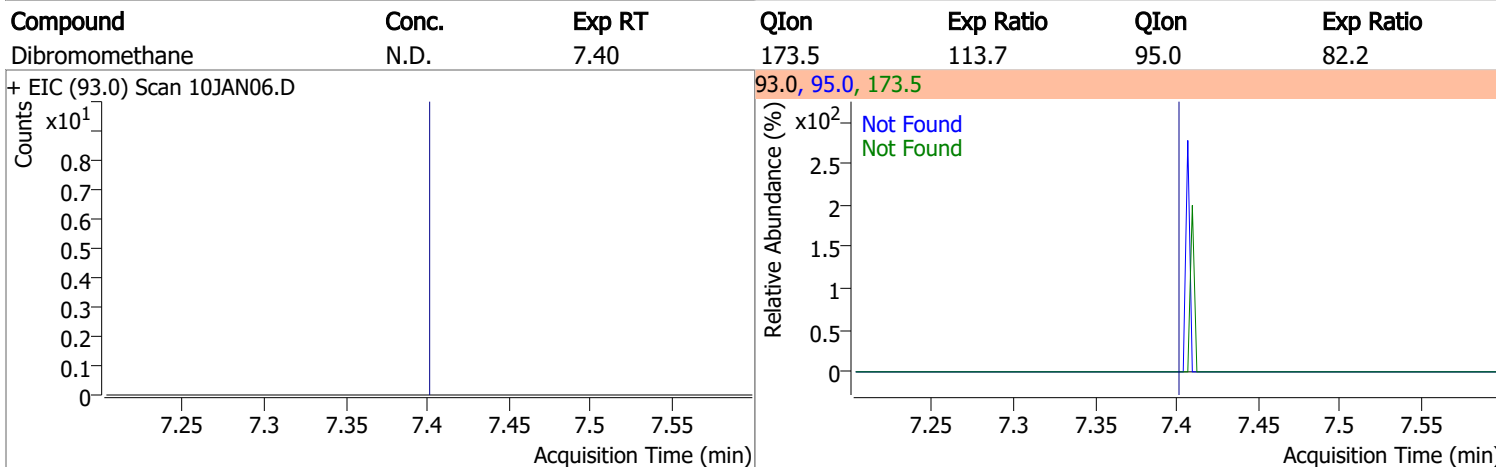 Compound Conc. Exp RT QIon Exp Ratio QIon Exp Ratio
Dibromomethane N.D. 7.40 173.5 113.7 95.0 82.2
+ EIC (93.0) Scan 10JAN06.D
Counts
x10¹
0.8
0.7
0.6
0.5
0.4
0.3
0.2
0.1
0
7.25 7.3 7.35 7.4 7.45 7.5 7.55
Acquisition Time (min)
93.0, 95.0, 173.5
Relative Abundance (%)
x10²
Not Found
Not Found
2.5
2
1.5
1
0.5
0
7.25 7.3 7.35 7.4 7.45 7.5 7.55
Acquisition Time (min)